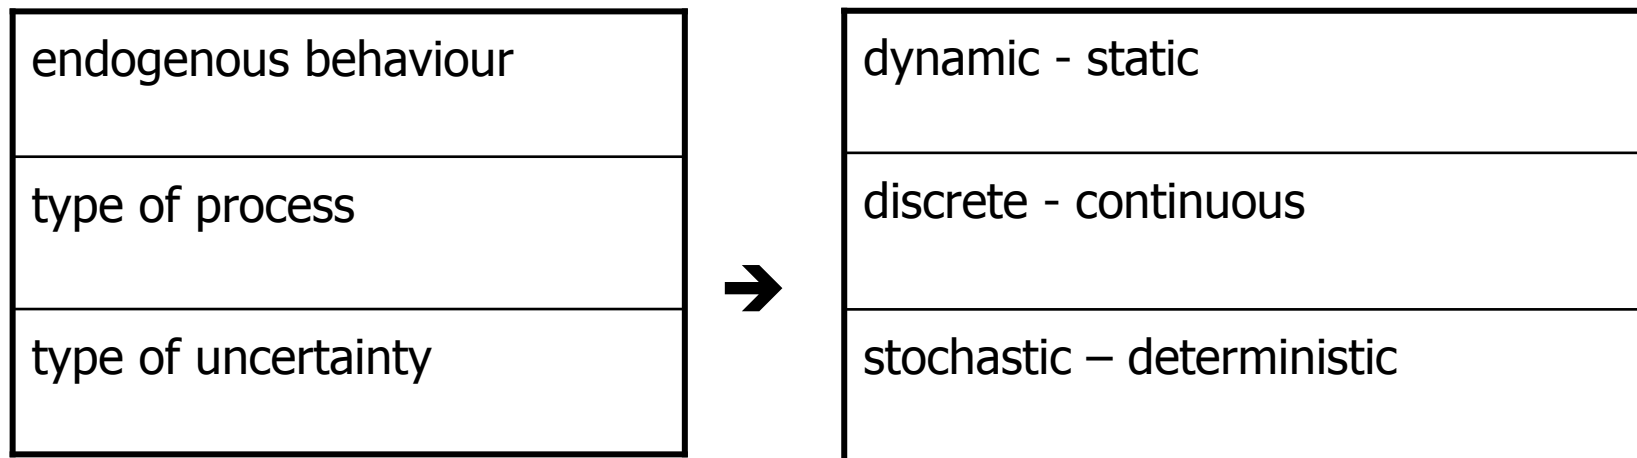 endogenous behaviour
dynamic - static
type of process
discrete - continuous
➔
type of uncertainty
stochastic – deterministic